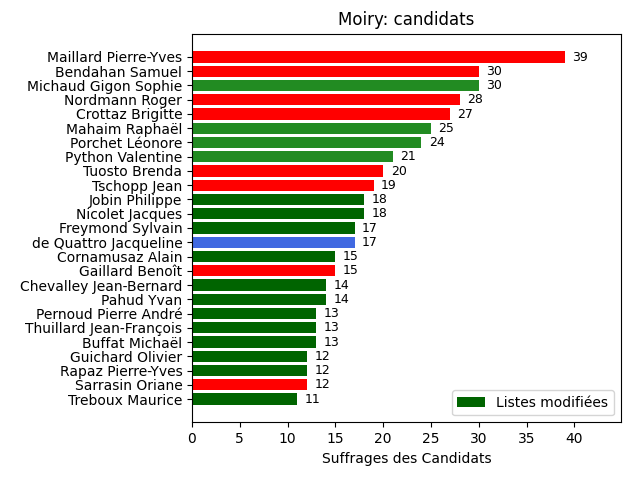 Moiry: candidats
Maillard Pierre-Yves 39
Bendahan Samuel 30
Michaud Gigon Sophie 30
Nordmann Roger 28
Crottaz Brigitte 27
Mahaim Raphaël 25
Porchet Léonore 24
Python Valentine 21
Tuosto Brenda 20
Tschopp Jean 19
Jobin Philippe 18
Nicolet Jacques 18
Freymond Sylvain 17
de Quattro Jacqueline 17
Cornamusaz Alain 15
Gaillard Benoît 15
Chevalley Jean-Bernard 14
Pahud Yvan 14
Pernoud Pierre André 13
Thuillard Jean-François 13
Buffat Michaël 13
Guichard Olivier 12
Rapaz Pierre-Yves 12
Sarrasin Oriane 12
Treboux Maurice 11
Listes modifiées
0 5 10 15 20 25 30 35 40
Suffrages des Candidats